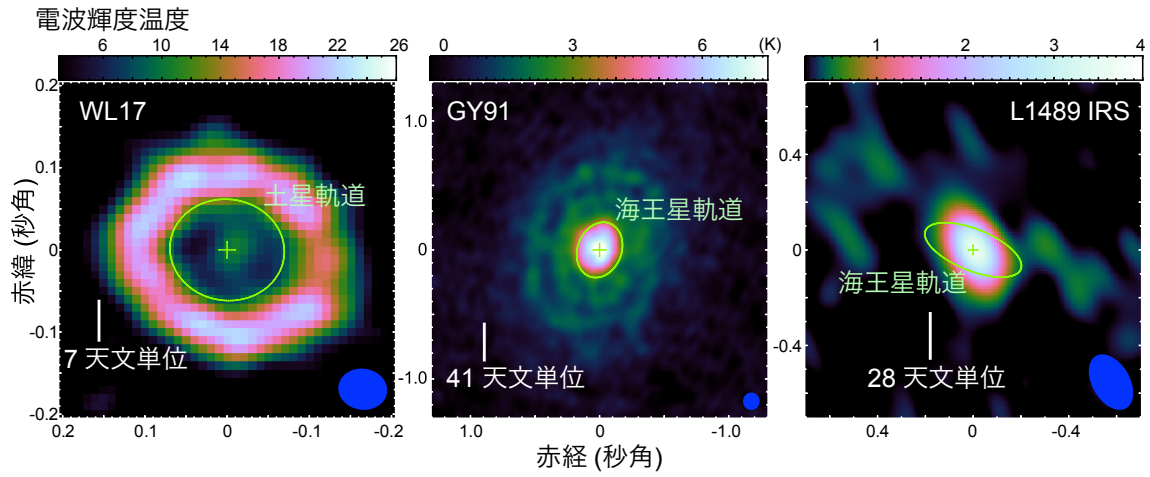 電波輝度温度
6 10 14 18 22 26
0 3 6 (K)
1 2 3 4
WL17
GY91
L1489 IRS
0.2
0.1
0
-0.1
-0.2
赤緯 (秒角)
土星軌道
7 天文単位
0.2 0.1 0 -0.1 -0.2
1.0
0
-1.0
海王星軌道
41 天文単位
1.0 0 -1.0
赤経 (秒角)
0.4
0
-0.4
海王星軌道
28 天文単位
0.4 0 -0.4